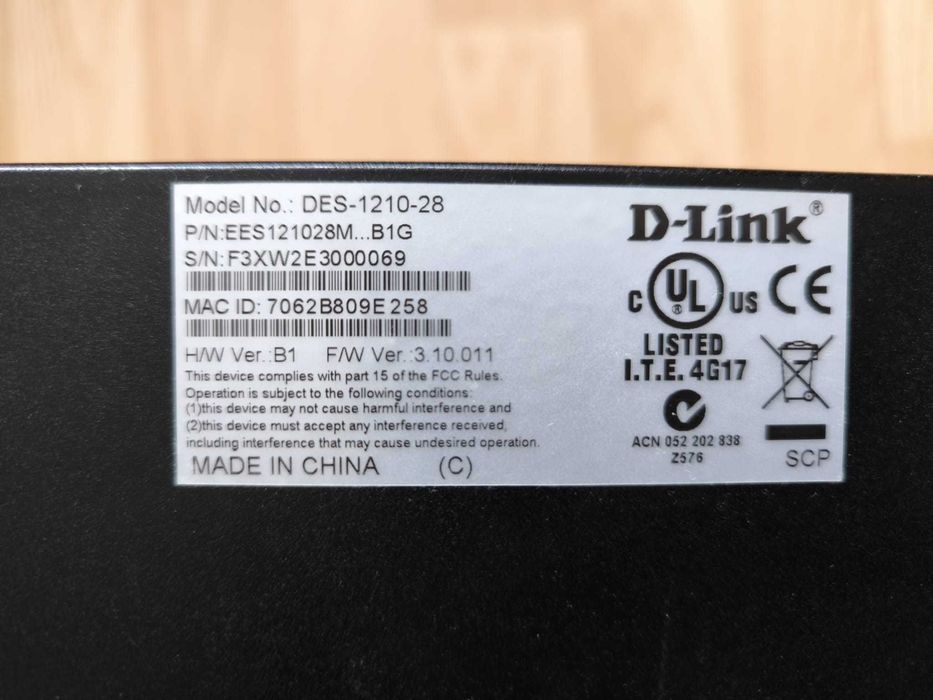 Model No.: DES-1210-28
P/N:EES121028M...B1G
S/N:F3XW2E3000069
MAC ID: 7062B809E258
H/W Ver.:B1 F/W Ver.:3.10.011
This device complies with part 15 of the FCC Rules.
Operation is subject to the following conditions:
(1)this device may not cause harmful interference and
(2)this device must accept any interference received,
including interference that may cause undesired operation.
MADE IN CHINA (C)
D-Link®
C UL® US CE
LISTED
I.T.E. 4G17
ACN 052 202 838
Z576
SCP